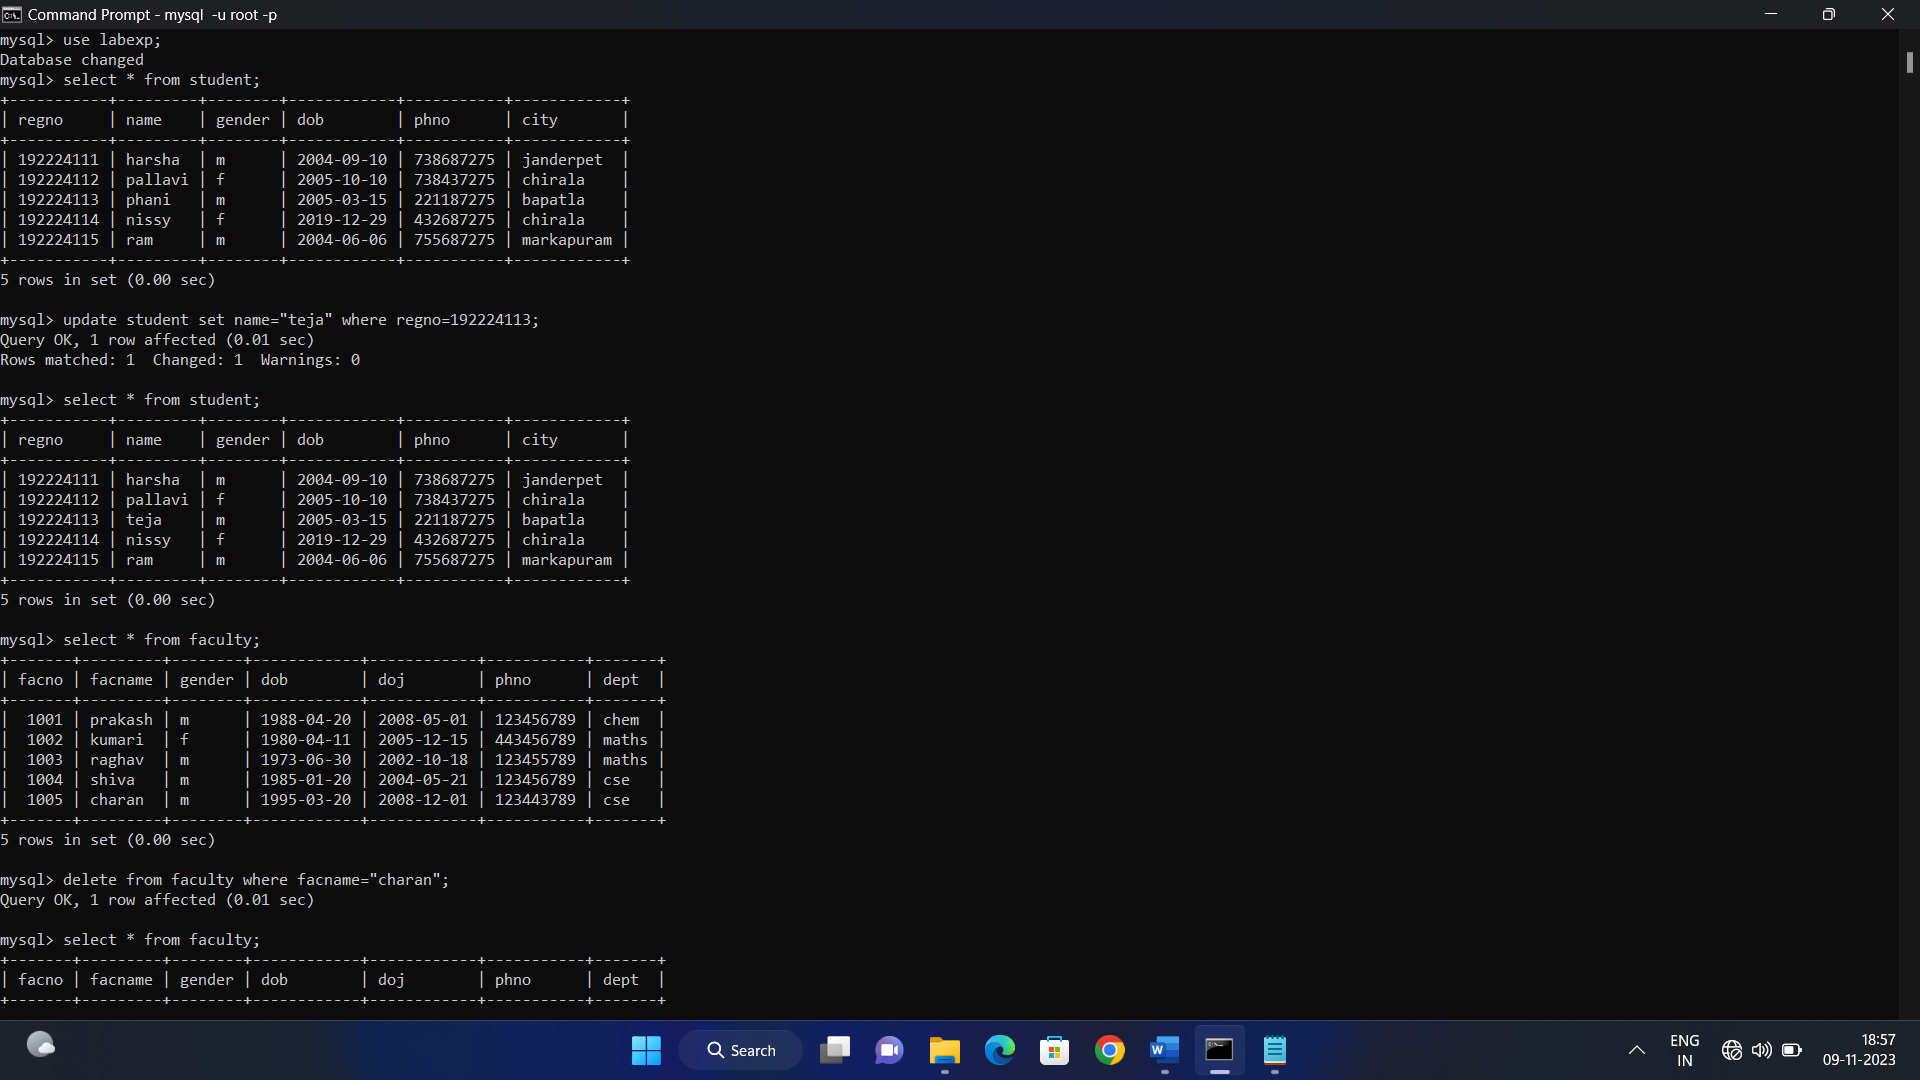 Command Prompt - mysql  -u root -p
mysql> use labexp;
Database changed
mysql> select * from student;
+-----------+---------+--------+------------+-----------+------------+
| regno     | name    | gender | dob        | phno      | city       |
+-----------+---------+--------+------------+-----------+------------+
| 192224111 | harsha  | m      | 2004-09-10 | 738687275 | janderpet  |
| 192224112 | pallavi | f      | 2005-10-10 | 738437275 | chirala    |
| 192224113 | phani   | m      | 2005-03-15 | 221187275 | bapatla    |
| 192224114 | nissy   | f      | 2019-12-29 | 432687275 | chirala    |
| 192224115 | ram     | m      | 2004-06-06 | 755687275 | markapuram |
+-----------+---------+--------+------------+-----------+------------+
5 rows in set (0.00 sec)

mysql> update student set name="teja" where regno=192224113;
Query OK, 1 row affected (0.01 sec)
Rows matched: 1  Changed: 1  Warnings: 0

mysql> select * from student;
+-----------+---------+--------+------------+-----------+------------+
| regno     | name    | gender | dob        | phno      | city       |
+-----------+---------+--------+------------+-----------+------------+
| 192224111 | harsha  | m      | 2004-09-10 | 738687275 | janderpet  |
| 192224112 | pallavi | f      | 2005-10-10 | 738437275 | chirala    |
| 192224113 | teja    | m      | 2005-03-15 | 221187275 | bapatla    |
| 192224114 | nissy   | f      | 2019-12-29 | 432687275 | chirala    |
| 192224115 | ram     | m      | 2004-06-06 | 755687275 | markapuram |
+-----------+---------+--------+------------+-----------+------------+
5 rows in set (0.00 sec)

mysql> select * from faculty;
+-------+---------+--------+------------+------------+-----------+-------+
| facno | facname | gender | dob        | doj        | phno      | dept  |
+-------+---------+--------+------------+------------+-----------+-------+
|  1001 | prakash | m      | 1988-04-20 | 2008-05-01 | 123456789 | chem  |
|  1002 | kumari  | f      | 1980-04-11 | 2005-12-15 | 443456789 | maths |
|  1003 | raghav  | m      | 1973-06-30 | 2002-10-18 | 123455789 | maths |
|  1004 | shiva   | m      | 1985-01-20 | 2004-05-21 | 123456789 | cse   |
|  1005 | charan  | m      | 1995-03-20 | 2008-12-01 | 123443789 | cse   |
+-------+---------+--------+------------+------------+-----------+-------+
5 rows in set (0.00 sec)

mysql> delete from faculty where facname="charan";
Query OK, 1 row affected (0.01 sec)

mysql> select * from faculty;
+-------+---------+--------+------------+------------+-----------+-------+
| facno | facname | gender | dob        | doj        | phno      | dept  |
+-------+---------+--------+------------+------------+-----------+-------+
Search
ENG
IN
18:57
09-11-2023